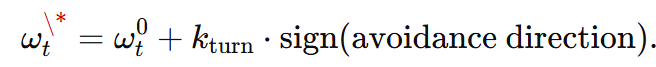 ω_t^{\*} = ω_t^0 + k_turn · sign(avoidance direction).